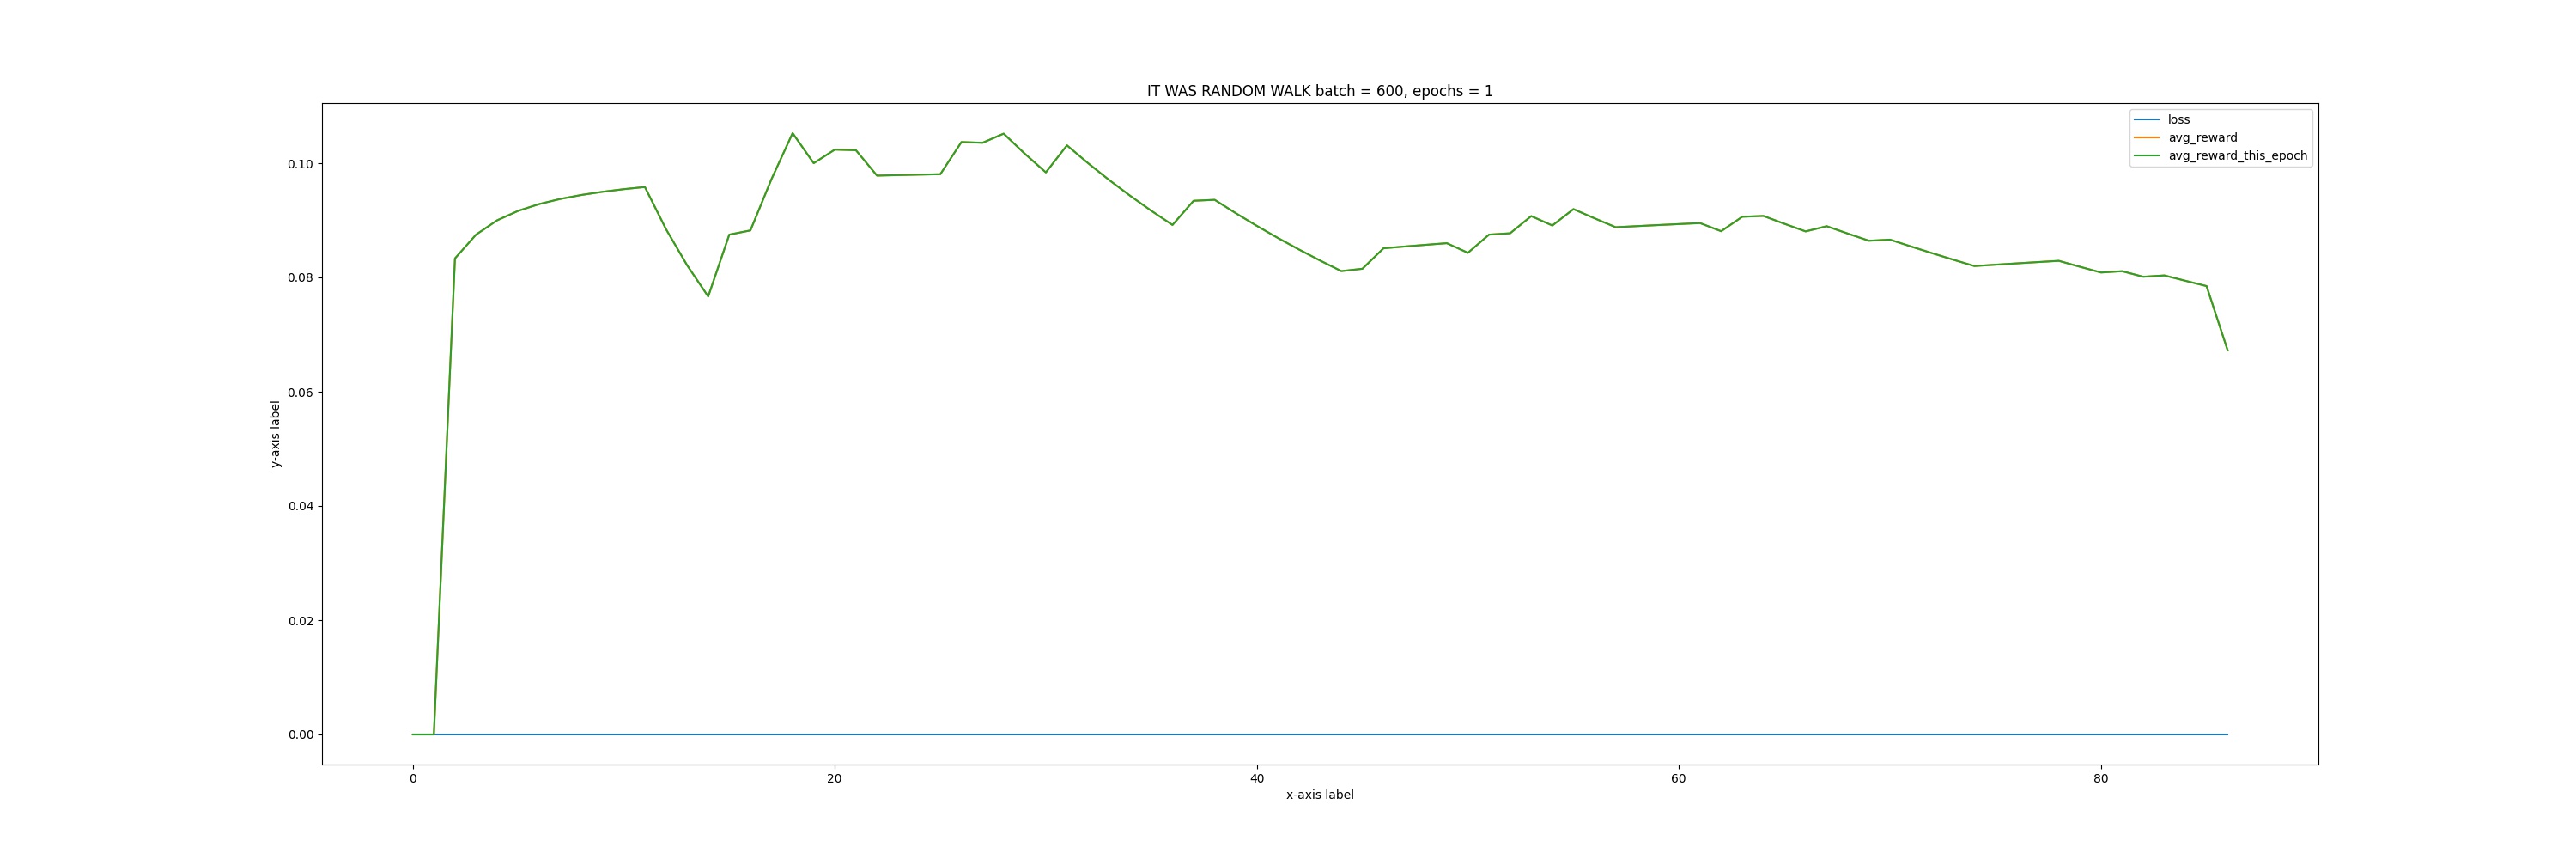 IT WAS RANDOM WALK batch = 600, epochs = 1
loss
avg_reward
avg_reward_this_epoch
0.10
0.08
0.06
0.04
0.02
0.00
y-axis label
0 20 40 60 80
x-axis label